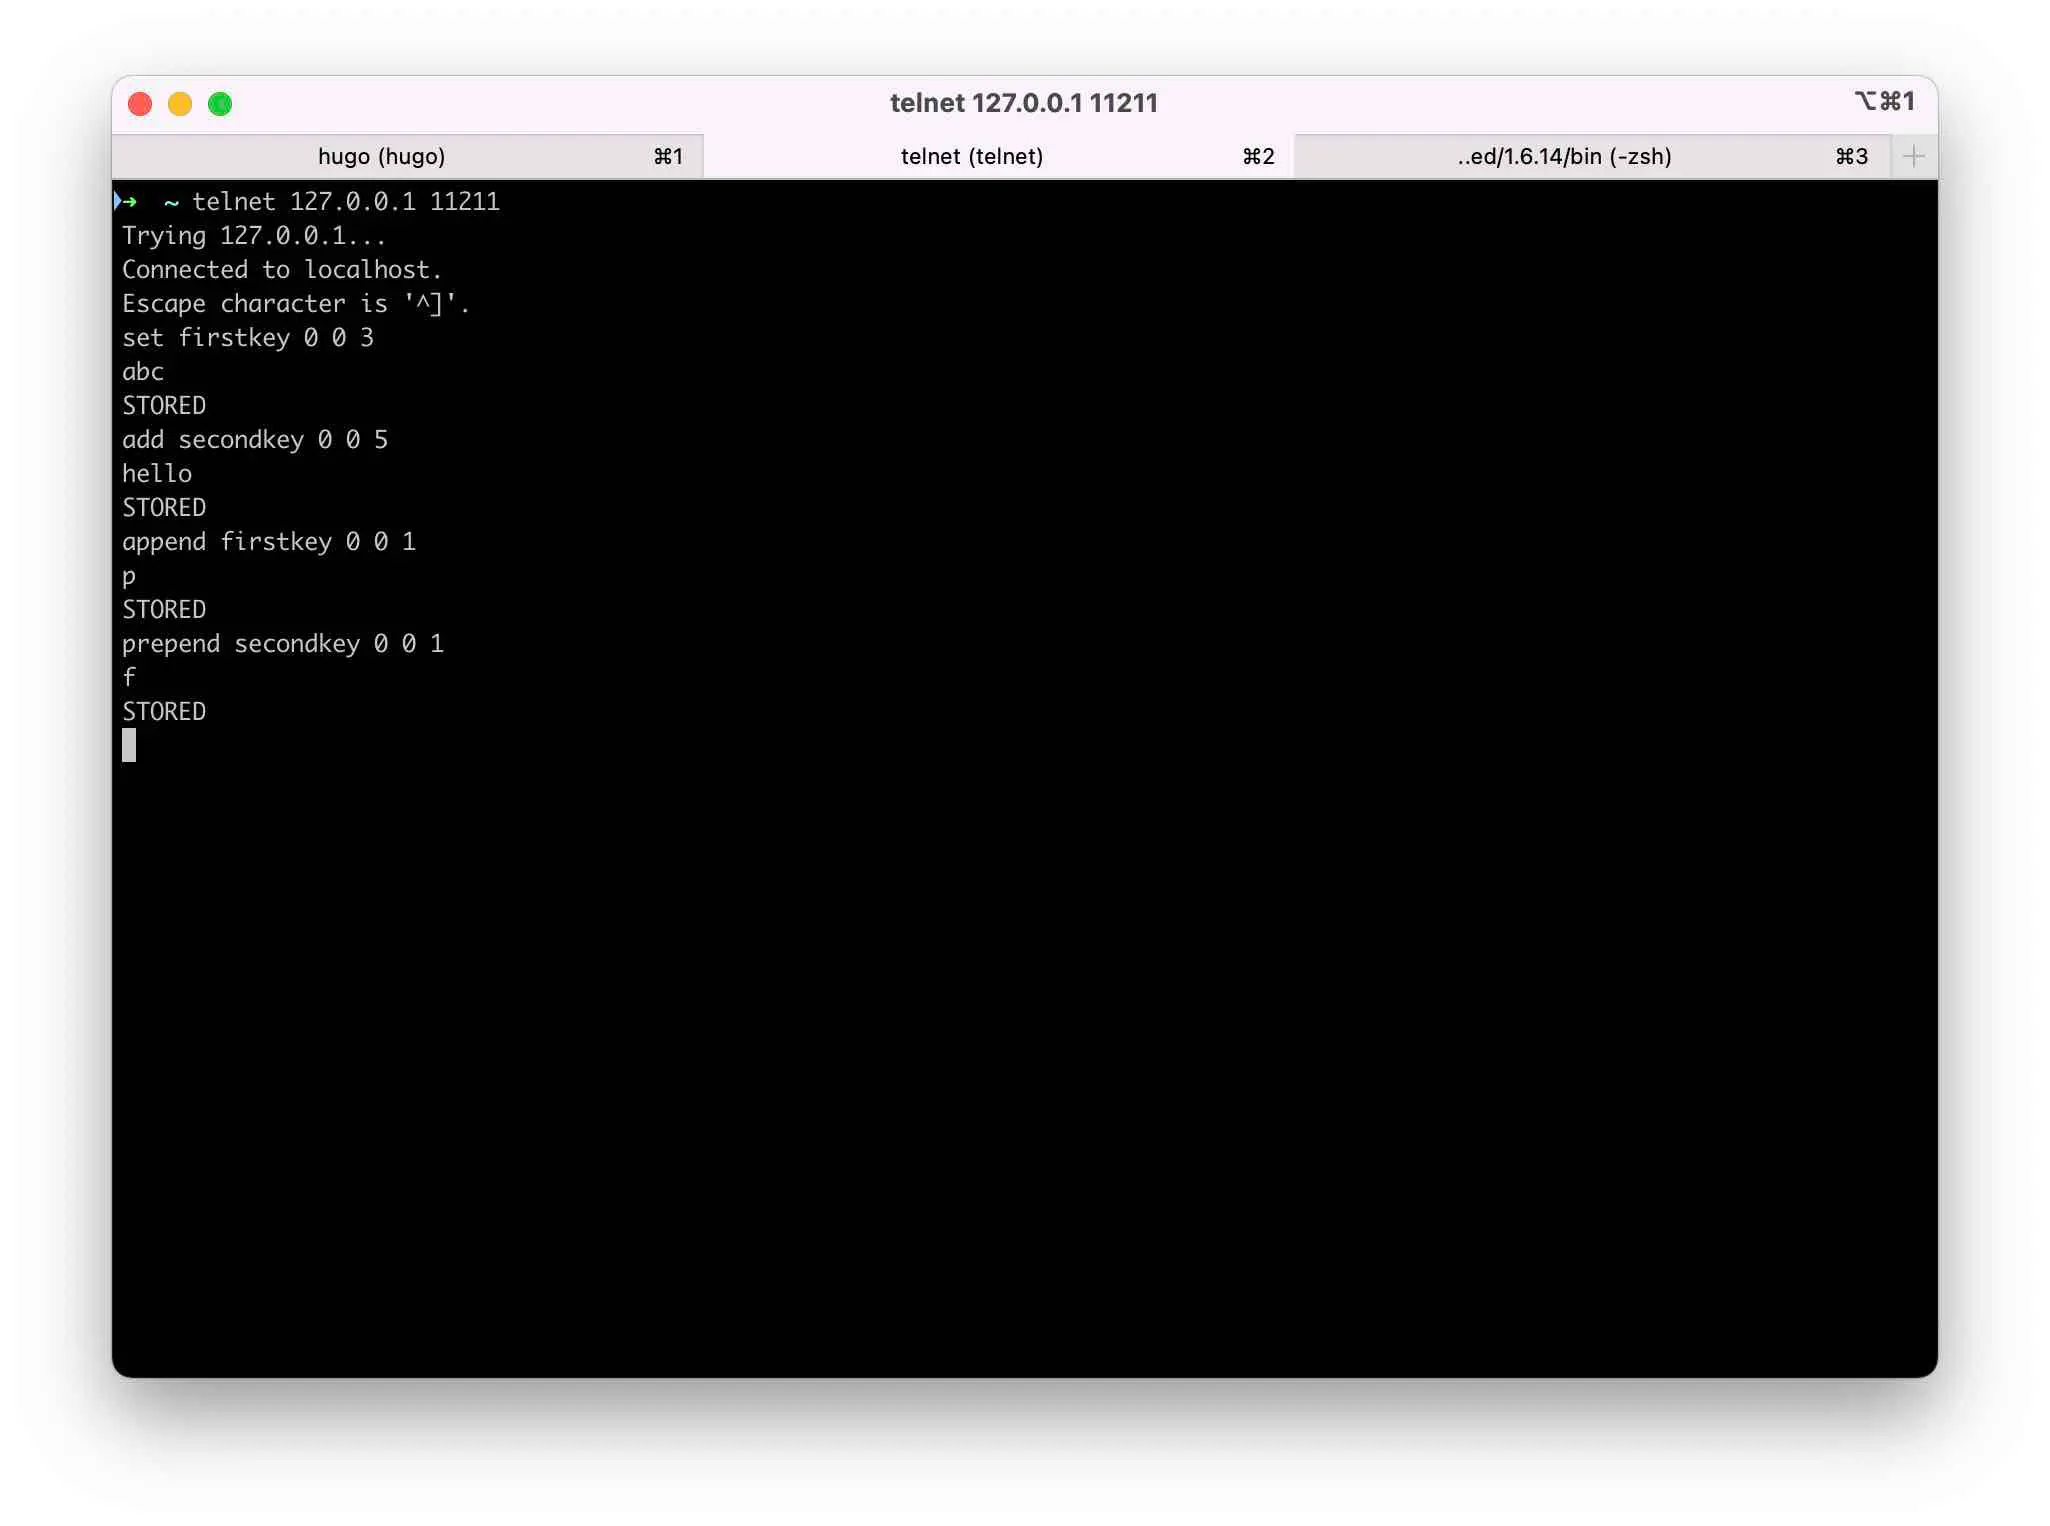 telnet 127.0.0.1 11211
⌥⌘1
hugo (hugo) ⌘1
telnet (telnet) ⌘2
..ed/1.6.14/bin (-zsh) ⌘3
➜ ~ telnet 127.0.0.1 11211
Trying 127.0.0.1...
Connected to localhost.
Escape character is '^]'.
set firstkey 0 0 3
abc
STORED
add secondkey 0 0 5
hello
STORED
append firstkey 0 0 1
p
STORED
prepend secondkey 0 0 1
f
STORED